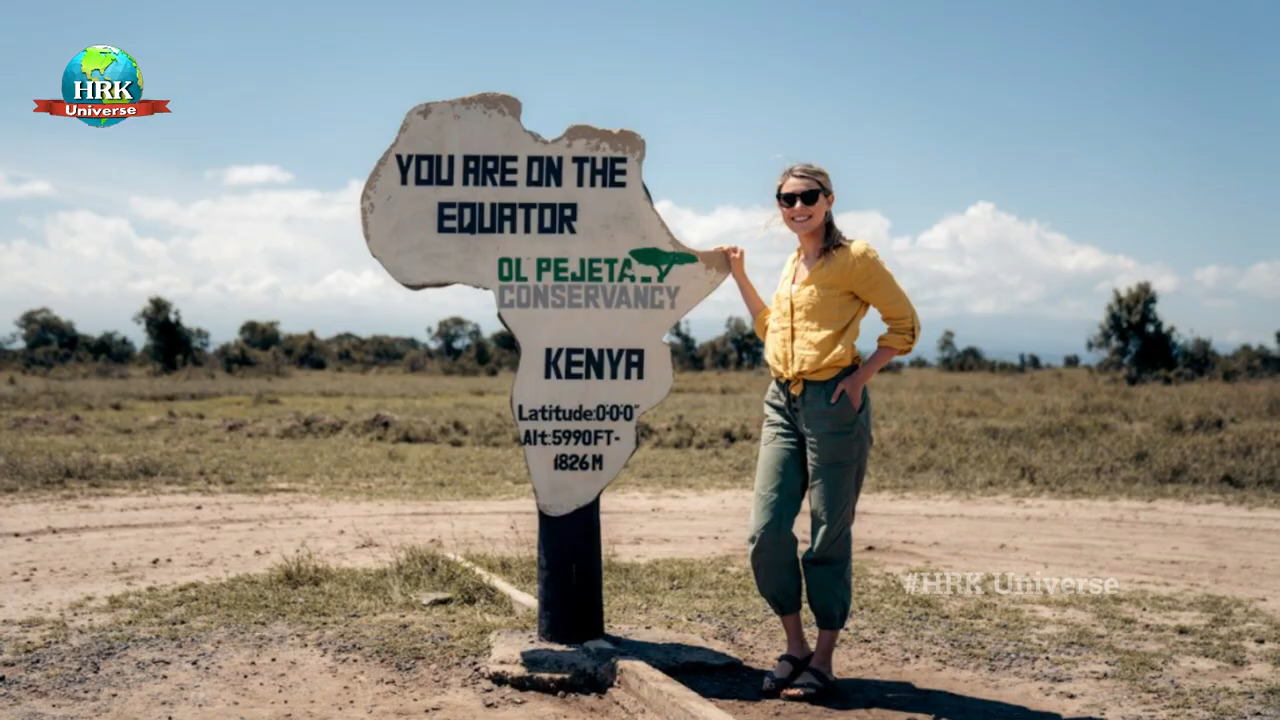 HRK
Universe
YOU ARE ON THE
EQUATOR
OL PEJETA
CONSERVANCY
KENYA
Latitude:0'0'0"
Alt:5990FT-
1826M
#HRK Universe